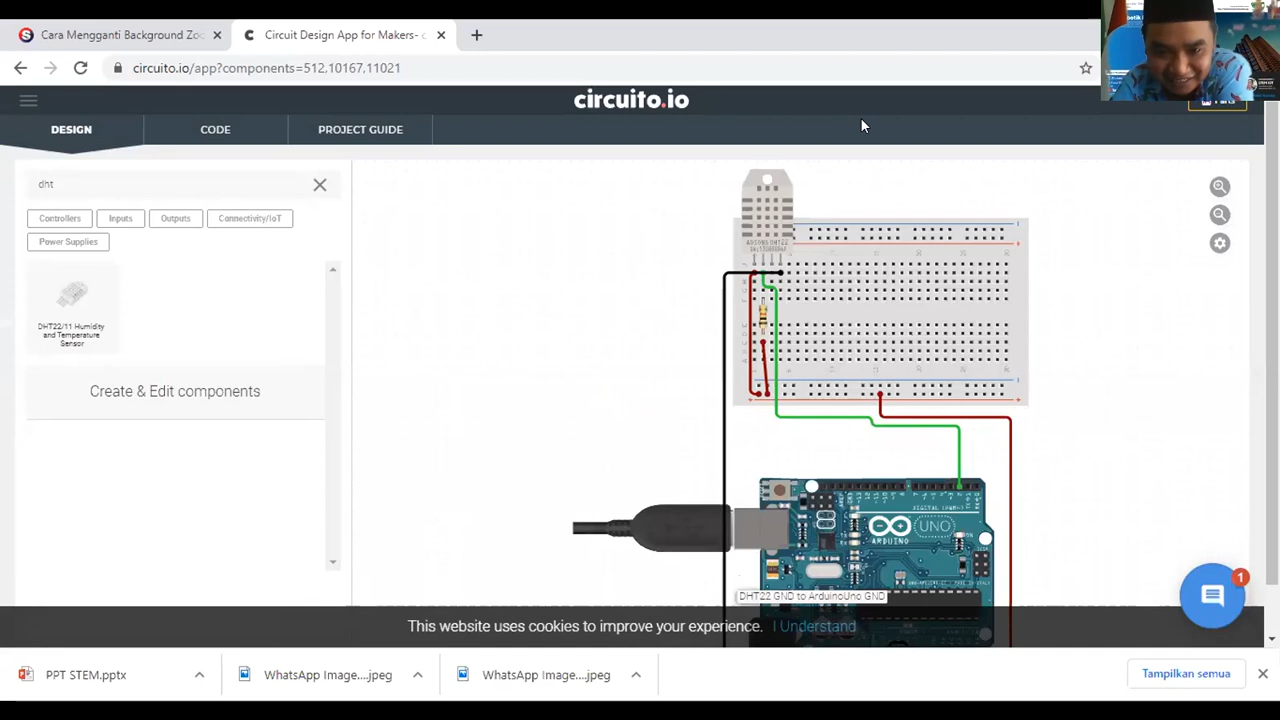 Cara Mengganti Background Zoo
Circuit Design App for Makers- c
circuito.io/app?components=512,10167,11021
circuito.io
Parts
DESIGN
CODE
PROJECT GUIDE
dht
Controllers
Inputs
Outputs
Connectivity/IoT
Power Supplies
DHT22/11 Humidity
and Temperature
Sensor
Create & Edit components
UNO
ARDUINO
DHT22 GND to ArduinoUno GND
1
This website uses cookies to improve your experience. I Understand
PPT STEM.pptx
WhatsApp Image....jpeg
WhatsApp Image....jpeg
Tampilkan semua